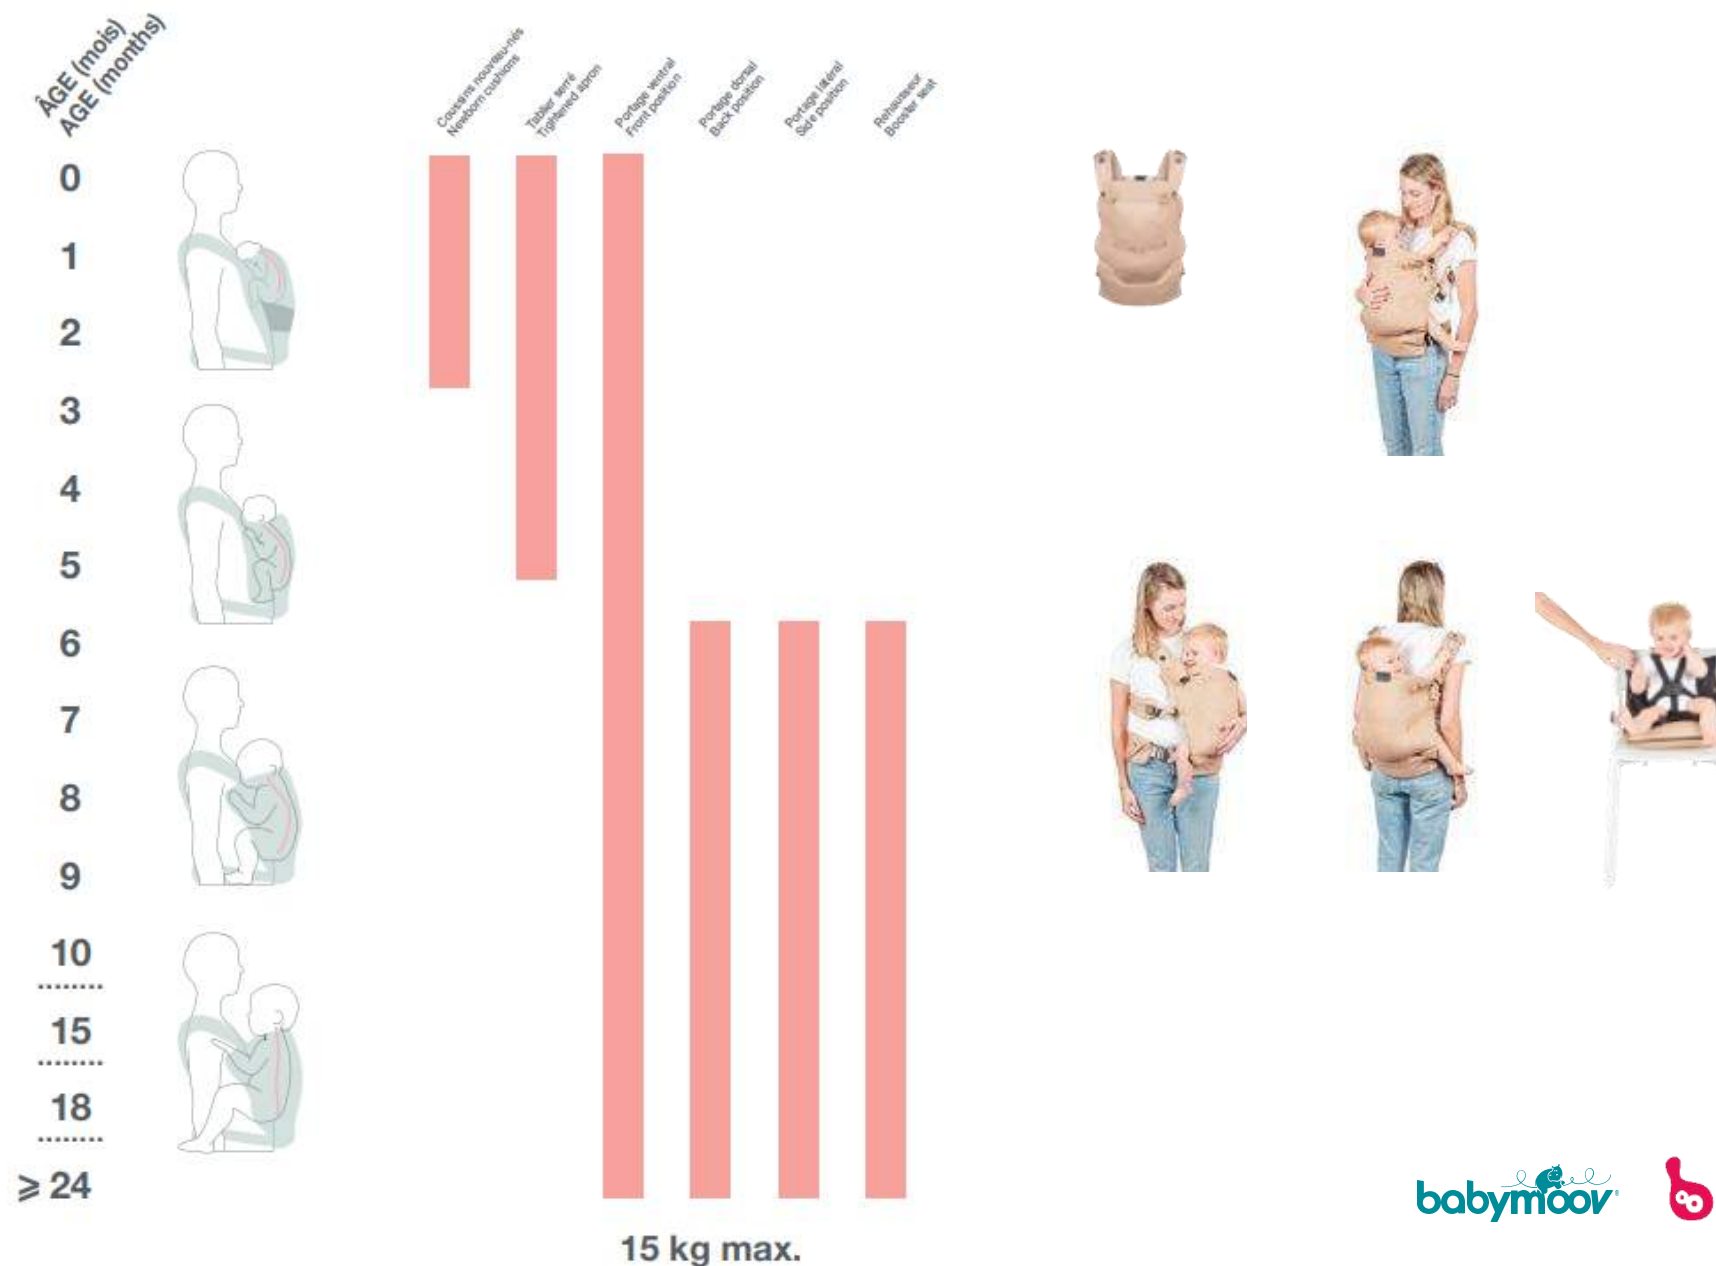 ÂGE (mois)
AGE (months)
Coussins nouveau-nés
Newborn cushions
Tablier serré
Tightened apron
Portage ventral
Front position
Portage dorsal
Back position
Portage latéral
Side position
Rehausseur
Booster seat
0
1
2
3
4
5
6
7
8
9
10
15
18
⩾ 24
15 kg max.
babymoov